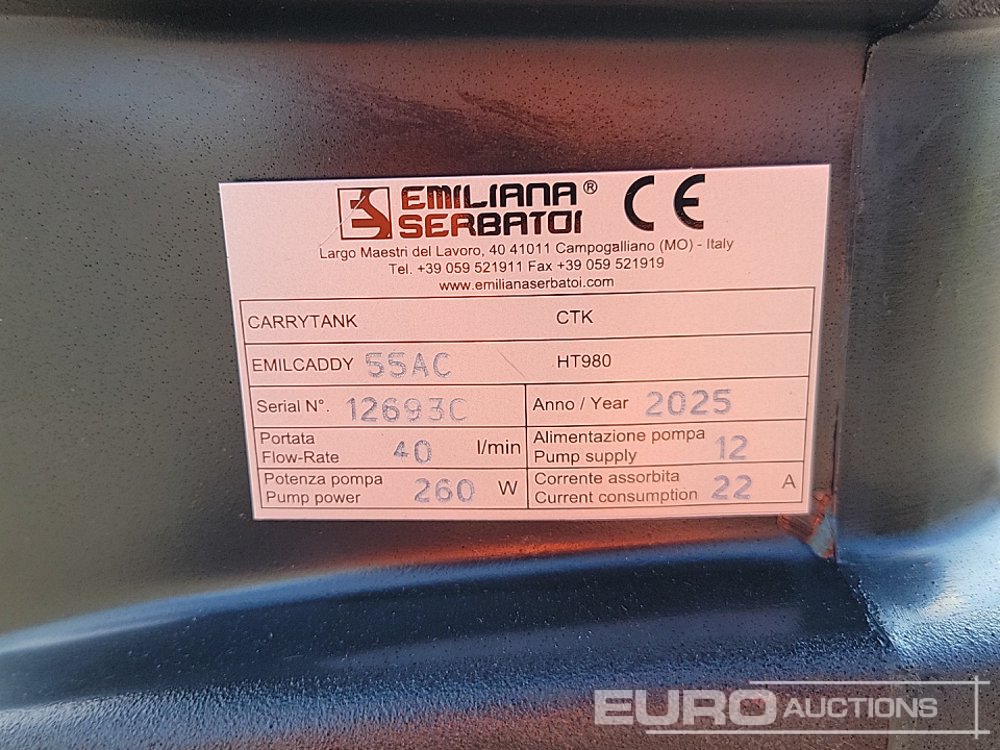 EMILIANA®
SERBATOI
CE
Largo Maestri del Lavoro, 40 41011 Campogalliano (MO) - Italy
Tel. +39 059 521911 Fax +39 059 521919
www.emilianaserbatoi.com
CARRYTANK CTK
EMILCADDY 55AC HT980
Serial N°. 12693C Anno / Year 2025
Portata
Flow-Rate 40 l/min
Alimentazione pompa
Pump supply 12
Potenza pompa
Pump power 260 W
Corrente assorbita
Current consumption 22 A
EURO AUCTIONS